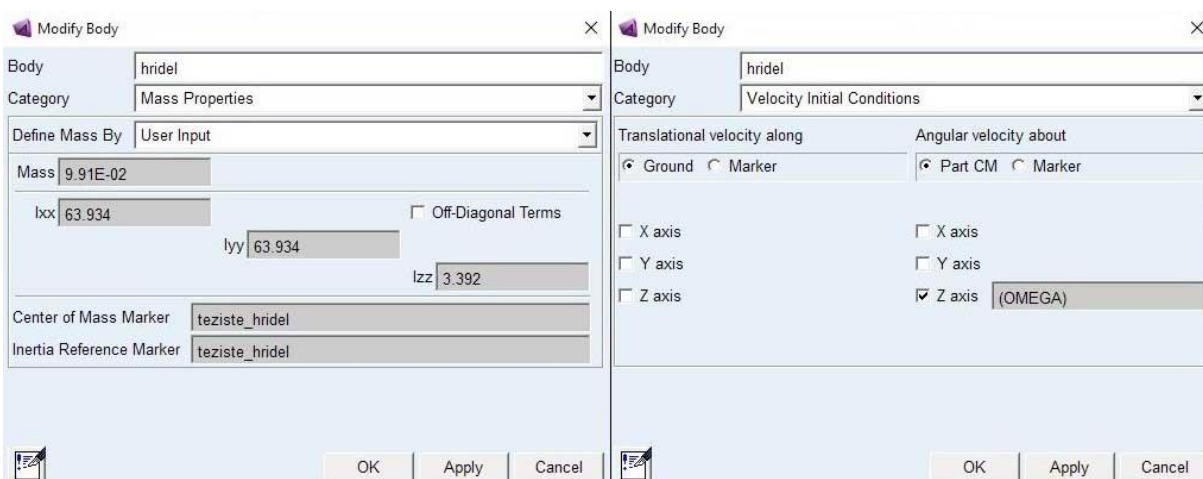 Modify Body
Body hridel
Category Mass Properties
Define Mass By User Input
Mass 9.91E-02
Ixx 63.934 Off-Diagonal Terms
Iyy 63.934
Izz 3.392
Center of Mass Marker teziste_hridel
Inertia Reference Marker teziste_hridel
OK Apply Cancel
Modify Body
Body hridel
Category Velocity Initial Conditions
Translational velocity along Angular velocity about
Ground Marker Part CM Marker
X axis X axis
Y axis Y axis
Z axis Z axis (OMEGA)
OK Apply Cancel